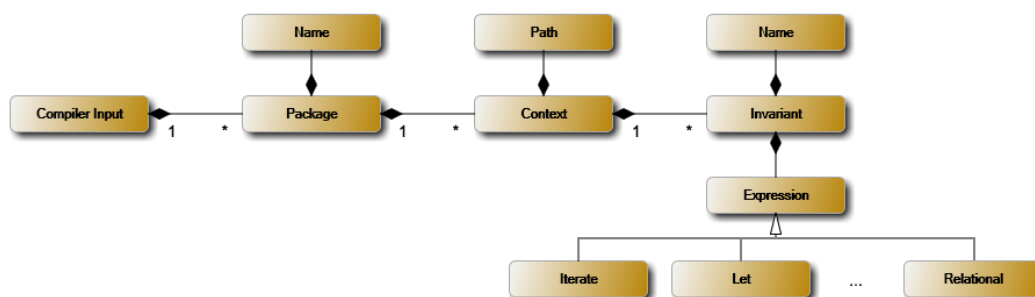 Name
Path
Name
Compiler Input
Package
Context
Invariant
1
*
1
*
1
*
Expression
Iterate
Let
...
Relational